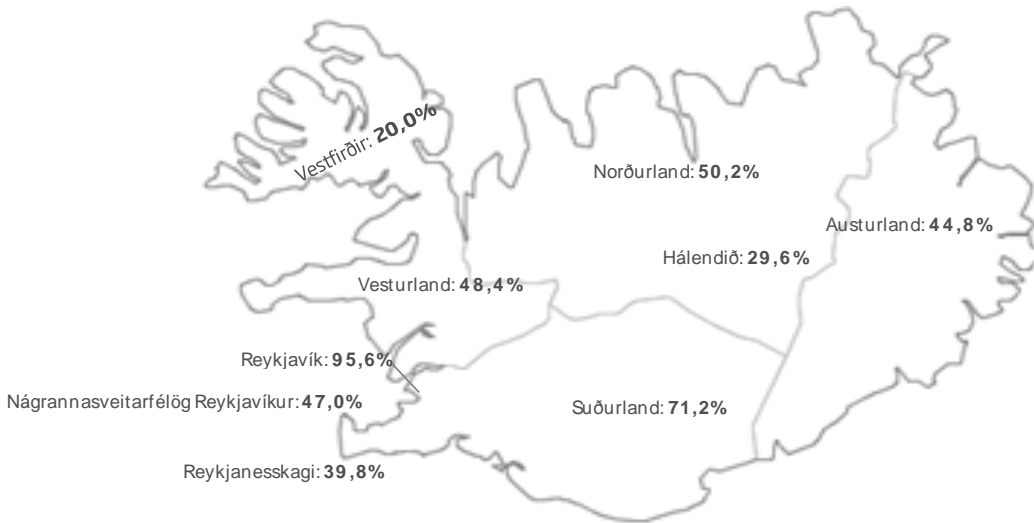 Vestfirðir: 20,0%
Norðurland: 50,2%
Austurland: 44,8%
Hálendið: 29,6%
Vesturland: 48,4%
Reykjavík: 95,6%
Nágrannasveitarfélög Reykjavíkur: 47,0%
Suðurland: 71,2%
Reykjanesskagi: 39,8%